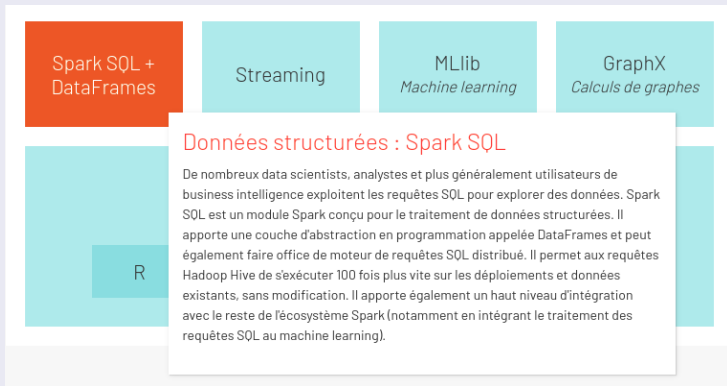 Spark SQL +
DataFrames
Streaming
MLlib
Machine learning
GraphX
Calculs de graphes
Données structurées : Spark SQL
De nombreux data scientists, analystes et plus généralement utilisateurs de
business intelligence exploitent les requêtes SQL pour explorer des données. Spark
SQL est un module Spark conçu pour le traitement de données structurées. Il
apporte une couche d'abstraction en programmation appelée DataFrames et peut
également faire office de moteur de requêtes SQL distribué. Il permet aux requêtes
Hadoop Hive de s'exécuter 100 fois plus vite sur les déploiements et données
existants, sans modification. Il apporte également un haut niveau d'intégration
avec le reste de l'écosystème Spark (notamment en intégrant le traitement des
requêtes SQL au machine learning).
R